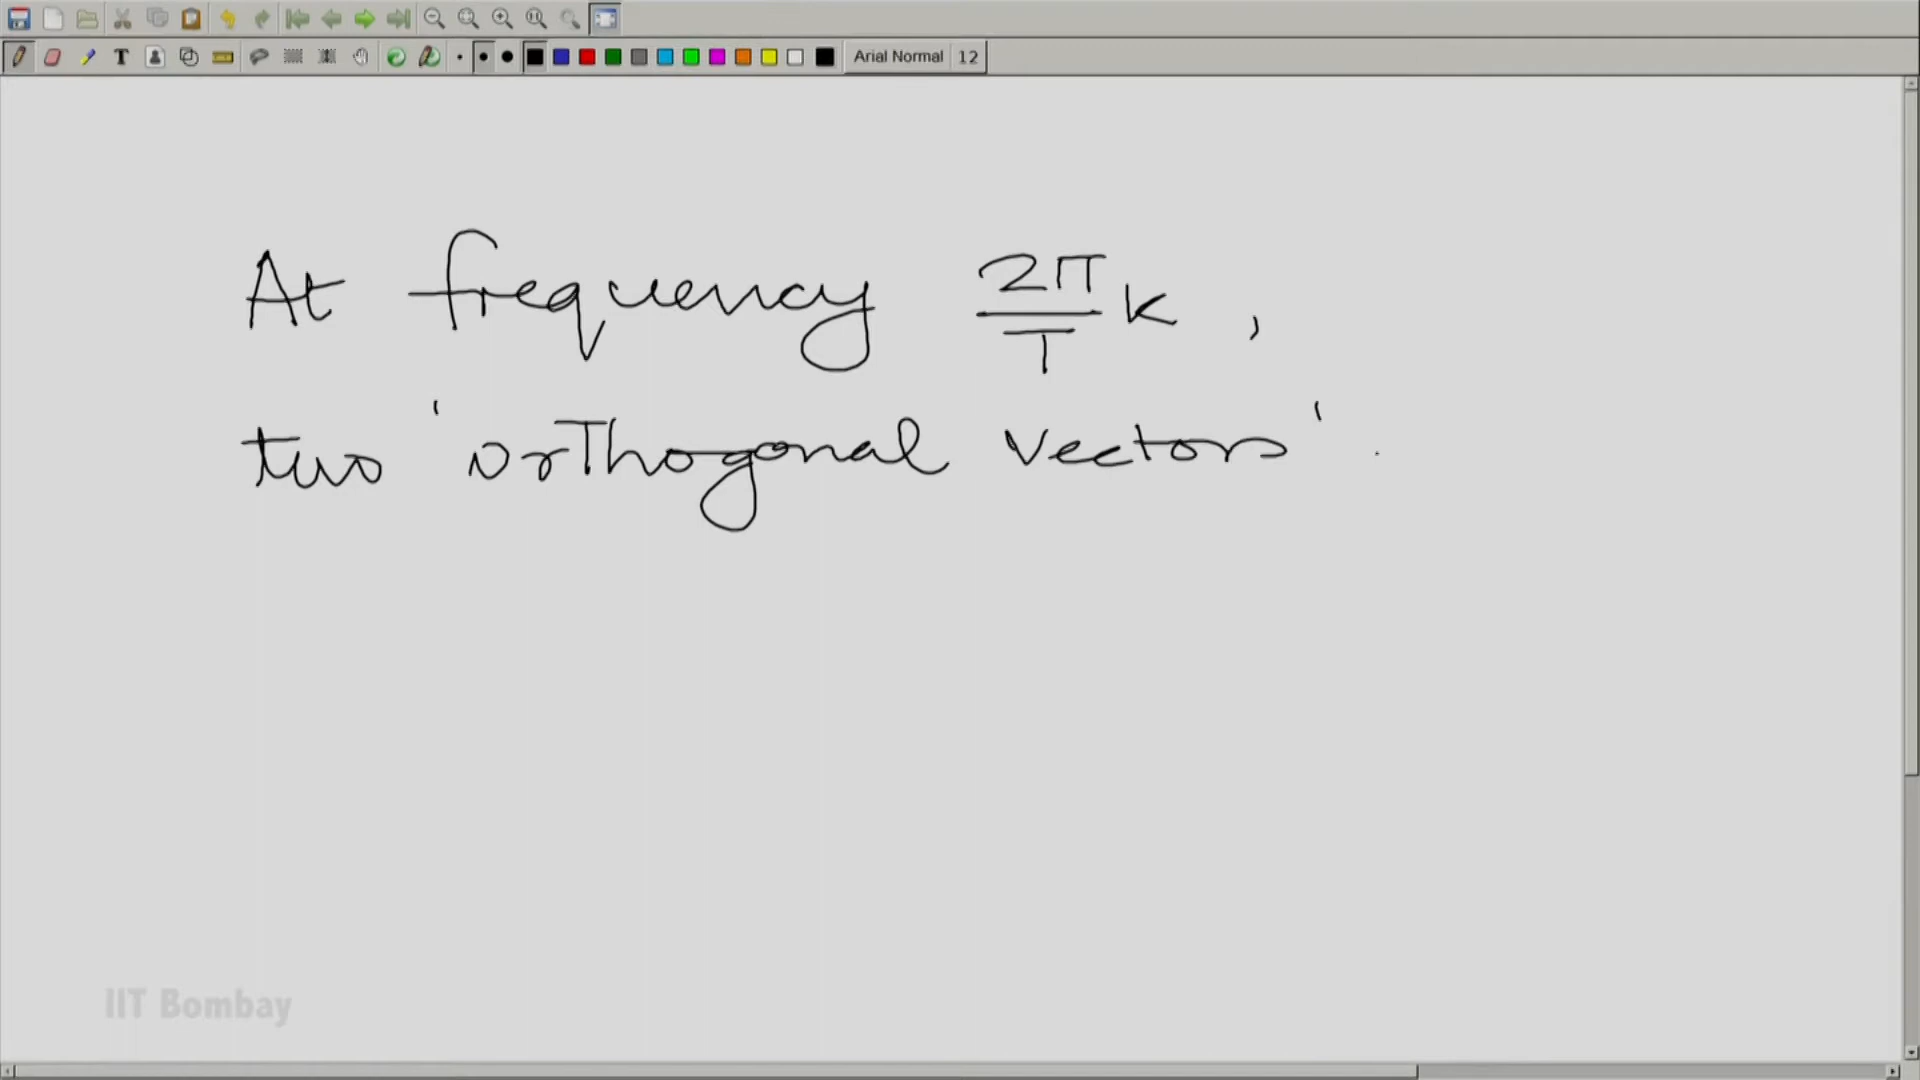 Arial Normal 12
At frequency 2π/T k ,
two 'orthogonal vectors' .
IIT Bombay